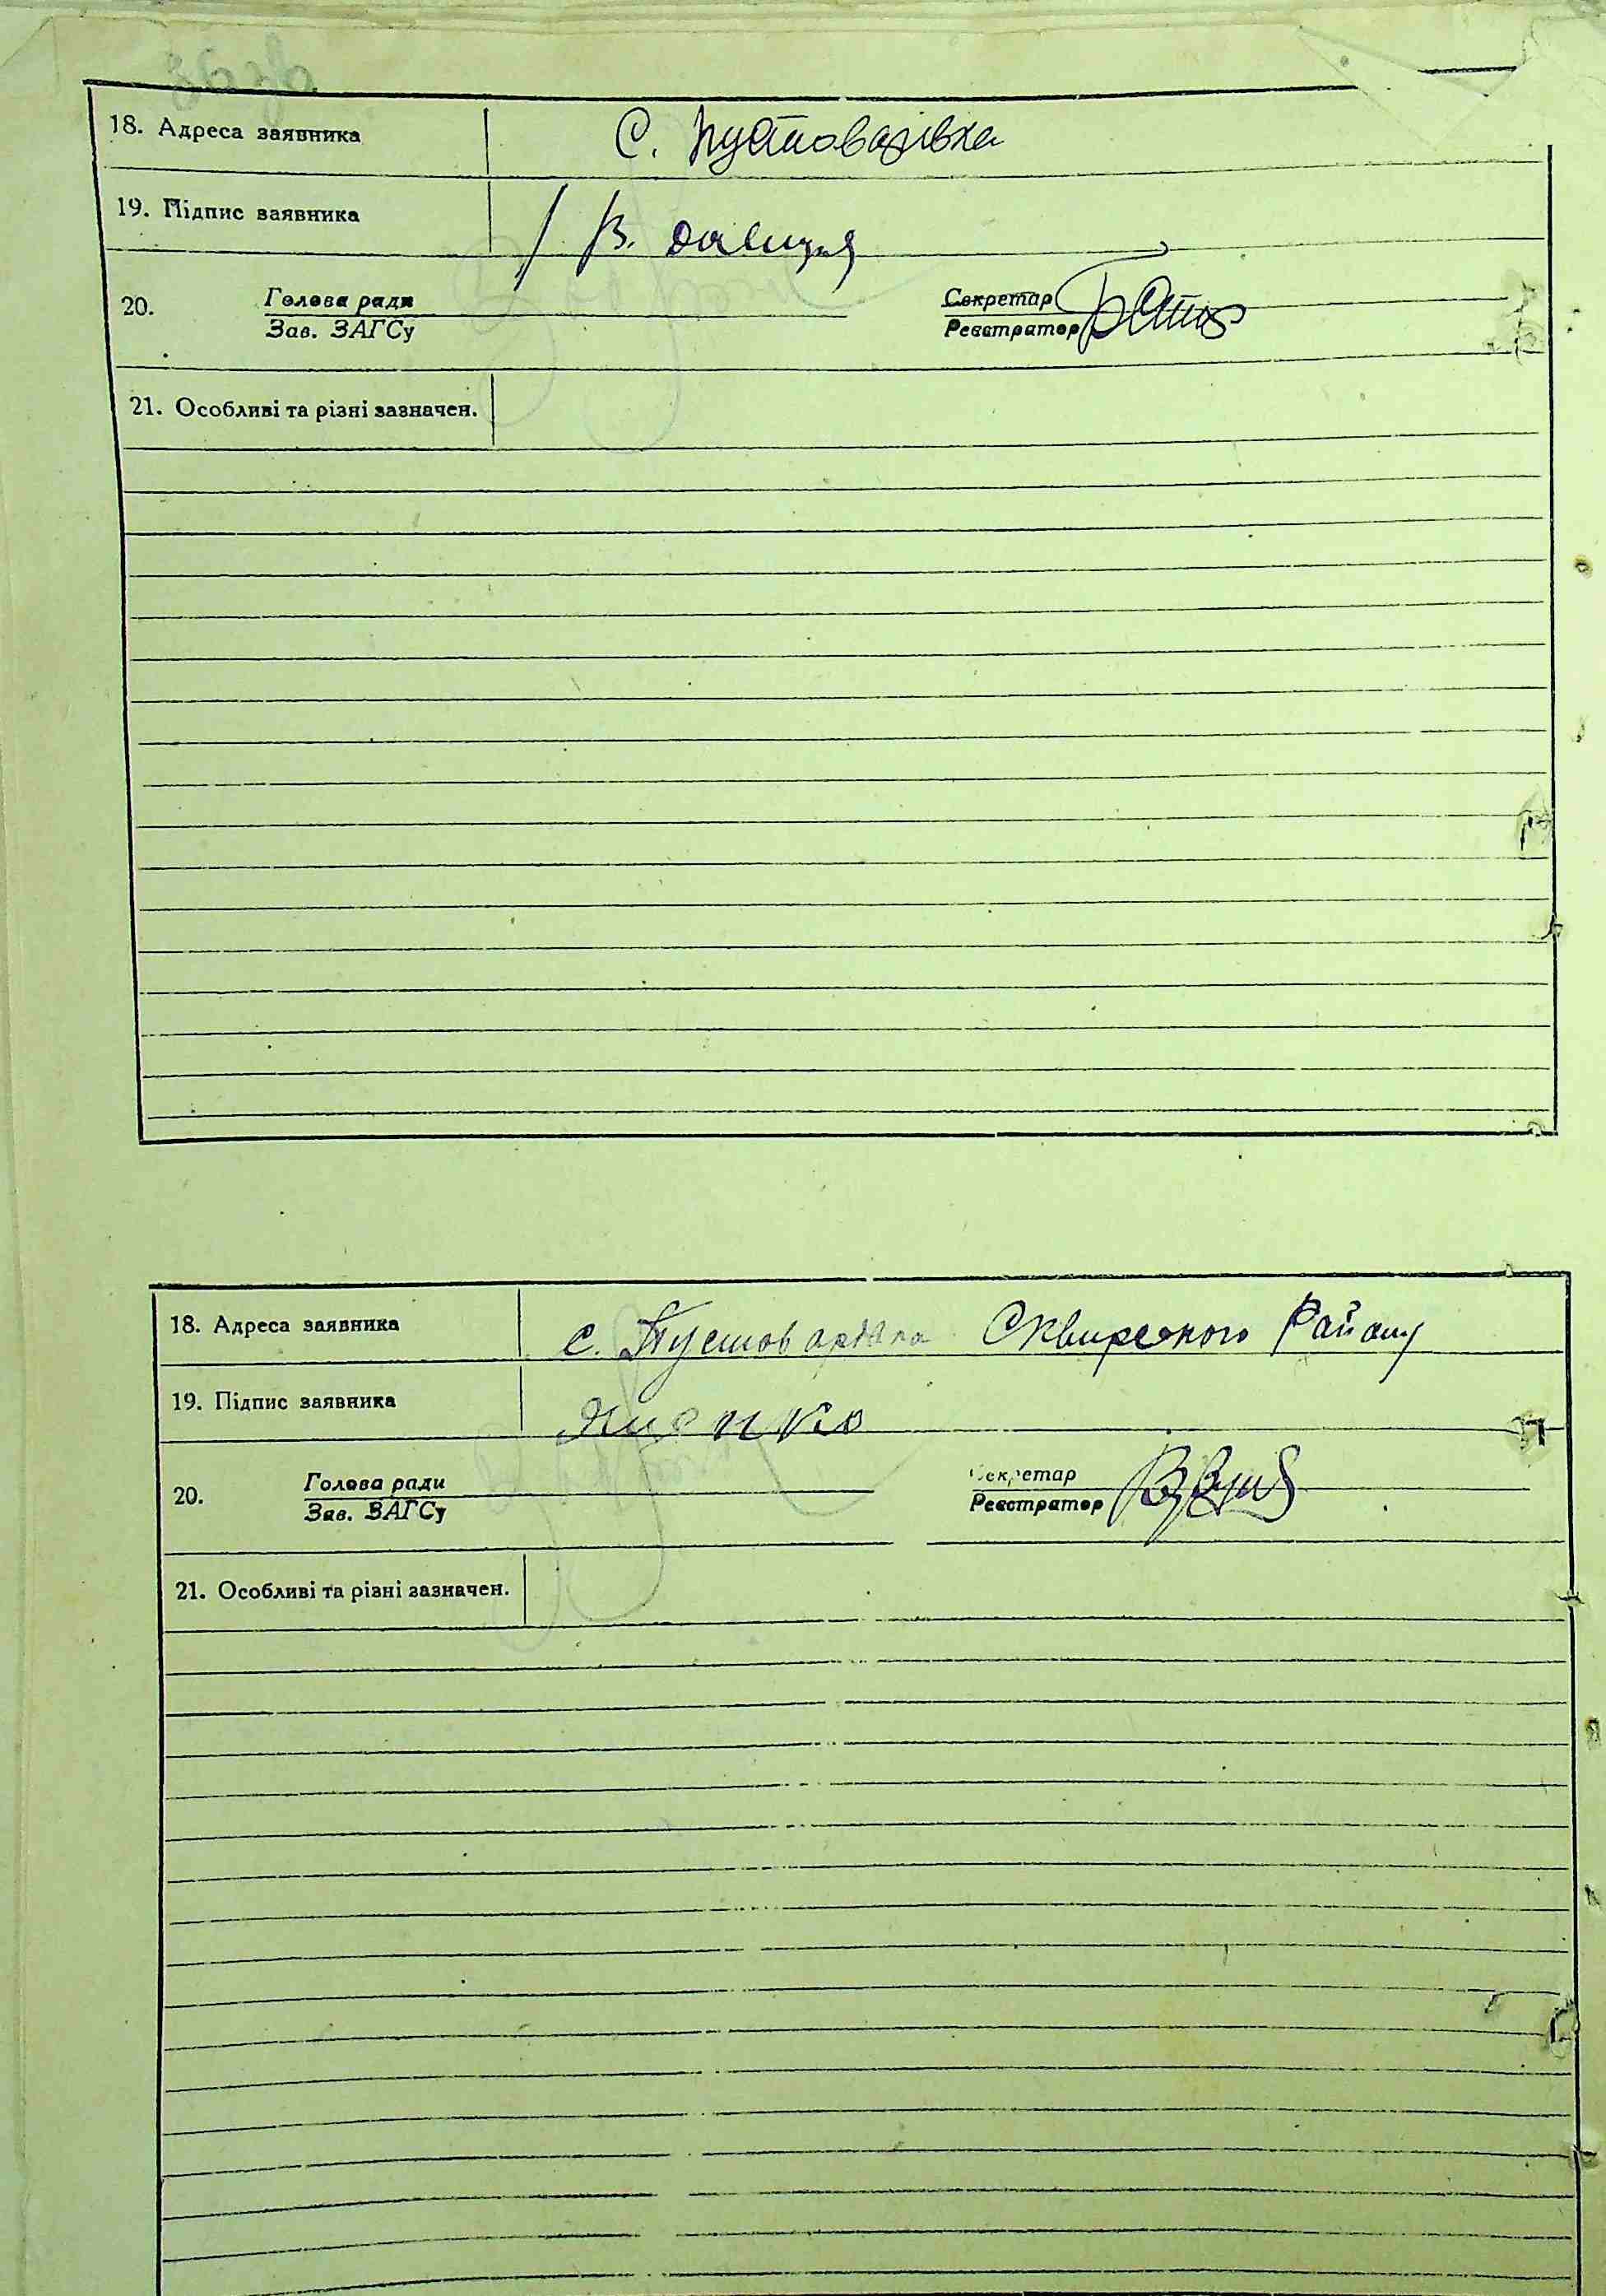 18. Адреса заявника С. Пустоварівка
19. Підпис заявника / В.
20. Голова ради Секретар
Зав. ЗАГСу Реєстратор
21. Особливі та різні зазначен.
18. Адреса заявника с. Пустоварівка Сквирского Району
19. Підпис заявника
20. Голова ради Секретар
Зав. ЗАГСу Реєстратор
21. Особливі та різні зазначен.